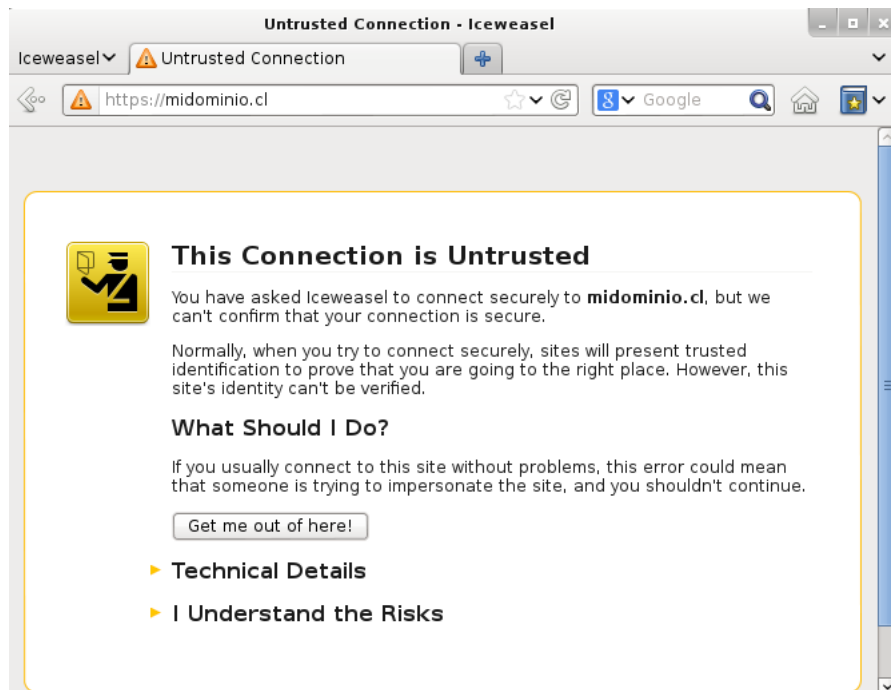 Untrusted Connection - Iceweasel
Iceweasel
Untrusted Connection
https://midominio.cl
8
Google
This Connection is Untrusted
You have asked Iceweasel to connect securely to midominio.cl, but we
can't confirm that your connection is secure.
Normally, when you try to connect securely, sites will present trusted
identification to prove that you are going to the right place. However, this
site's identity can't be verified.
What Should I Do?
If you usually connect to this site without problems, this error could mean
that someone is trying to impersonate the site, and you shouldn't continue.
Get me out of here!
Technical Details
I Understand the Risks